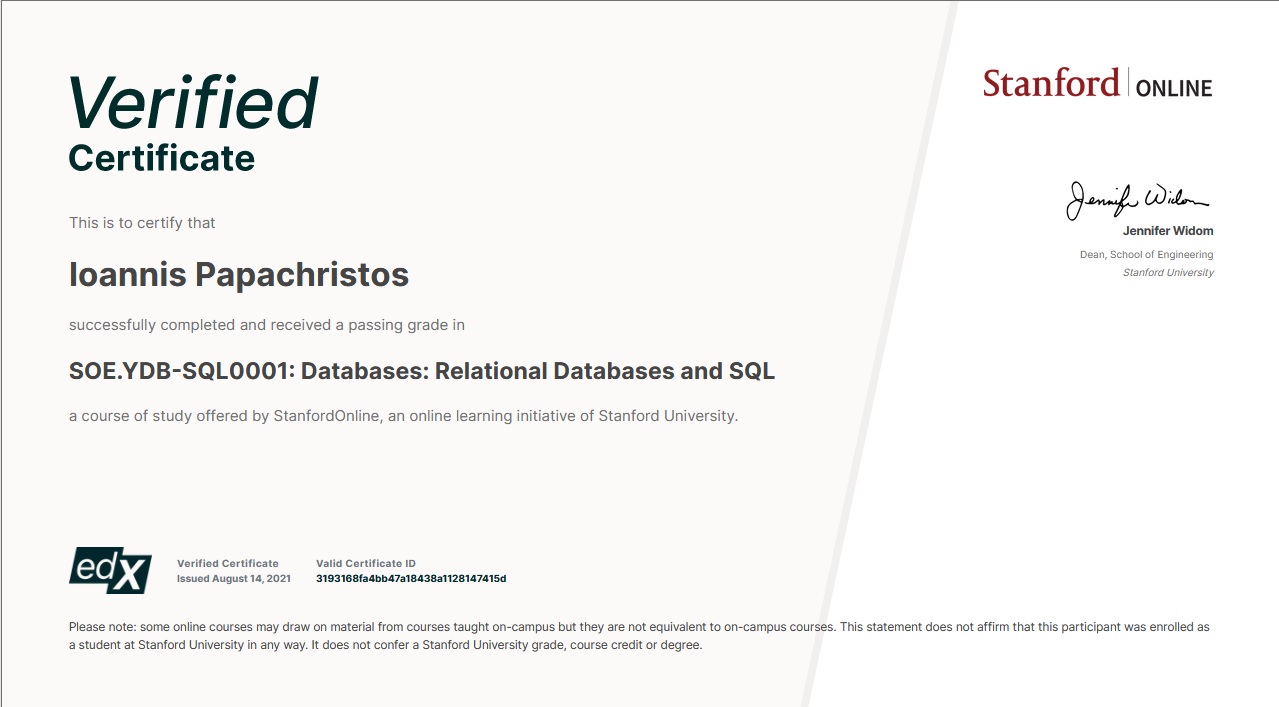 Verified
Certificate
This is to certify that
Ioannis Papachristos
successfully completed and received a passing grade in
SOE.YDB-SQL0001: Databases: Relational Databases and SQL
a course of study offered by StanfordOnline, an online learning initiative of Stanford University.
Stanford ONLINE
Jennifer Widom
Jennifer Widom
Dean, School of Engineering
Stanford University
edX
Verified Certificate
Issued August 14, 2021
Valid Certificate ID
3193168fa4bb47a18438a1128147415d
Please note: some online courses may draw on material from courses taught on-campus but they are not equivalent to on-campus courses. This statement does not affirm that this participant was enrolled as
a student at Stanford University in any way. It does not confer a Stanford University grade, course credit or degree.